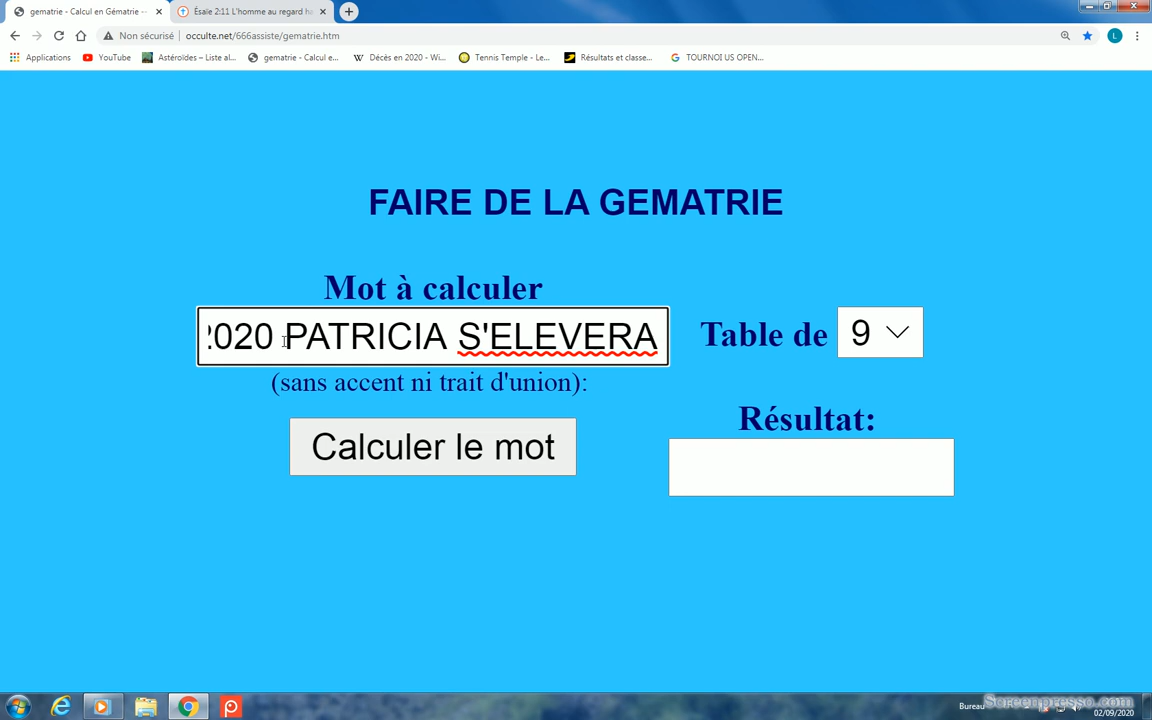 gematrie - Calcul en Gématrie -
Ésaïe 2:11 L'homme au regard ha
Non sécurisé
occulte.net/666assiste/gematrie.htm
L
Applications
YouTube
Astéroïdes – Liste al...
gematrie - Calcul e...
Décès en 2020 - Wi...
Tennis Temple - Le...
Résultats et classe...
TOURNOI US OPEN...
FAIRE DE LA GEMATRIE
Mot à calculer
2020 PATRICIA S'ELEVERA
Table de 9
(sans accent ni trait d'union):
Calculer le mot
Résultat:
Bureau
Screenpresso.com
02/09/2020